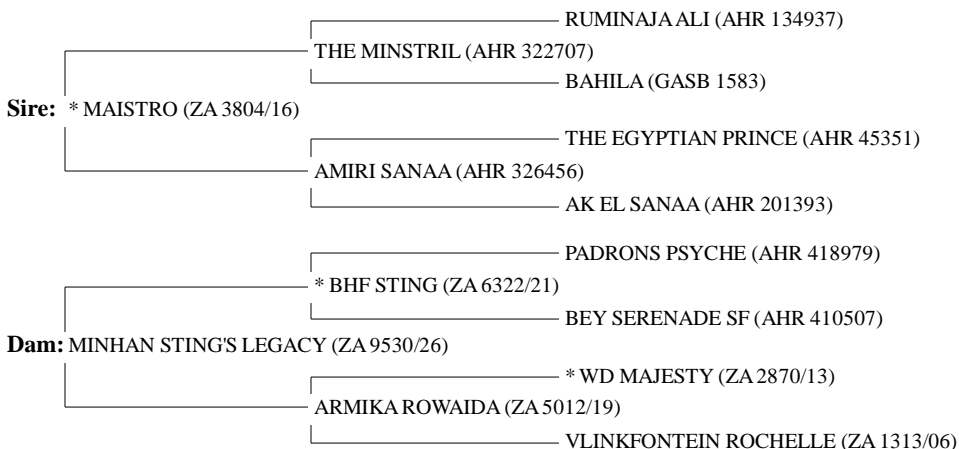 RUMINAJA ALI (AHR 134937)
THE MINSTRIL (AHR 322707)
BAHILA (GASB 1583)
Sire: * MAISTRO (ZA 3804/16)
THE EGYPTIAN PRINCE (AHR 45351)
AMIRI SANAA (AHR 326456)
AK EL SANAA (AHR 201393)
PADRONS PSYCHE (AHR 418979)
* BHF STING (ZA 6322/21)
BEY SERENADE SF (AHR 410507)
Dam: MINHAN STING'S LEGACY (ZA 9530/26)
* WD MAJESTY (ZA 2870/13)
ARMIKA ROWAIDA (ZA 5012/19)
VLINKFONTEIN ROCHELLE (ZA 1313/06)